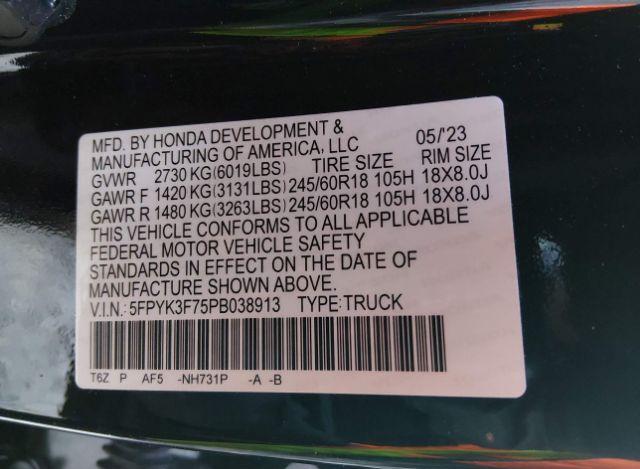 MFD. BY HONDA DEVELOPMENT &
MANUFACTURING OF AMERICA, LLC 05/'23
GVWR 2730 KG(6019LBS) TIRE SIZE RIM SIZE
GAWR F 1420 KG(3131LBS) 245/60R18 105H 18X8.0J
GAWR R 1480 KG(3263LBS) 245/60R18 105H 18X8.0J
THIS VEHICLE CONFORMS TO ALL APPLICABLE
FEDERAL MOTOR VEHICLE SAFETY
STANDARDS IN EFFECT ON THE DATE OF
MANUFACTURE SHOWN ABOVE.
V.I.N.: 5FPYK3F75PB038913 TYPE:TRUCK
T6Z P AF5 -NH731P -A -B